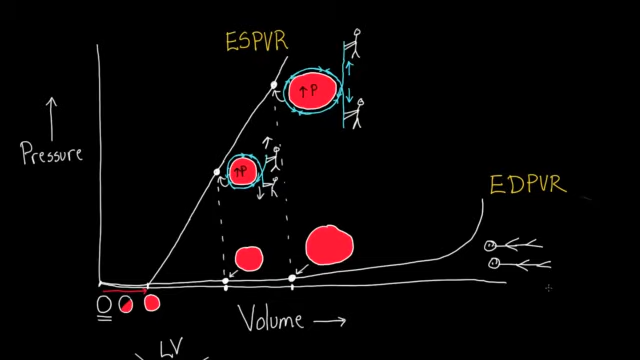 ESPVR
↑ P
Pressure
↑P
EDPVR
Volume →
LV